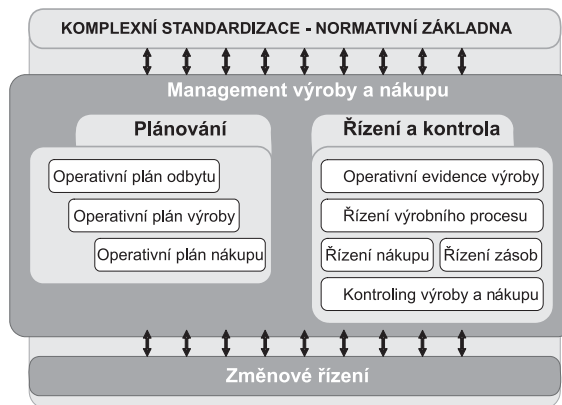 KOMPLEXNÍ STANDARDIZACE - NORMATIVNÍ ZÁKLADNA
Management výroby a nákupu
Plánování
Operativní plán odbytu
Operativní plán výroby
Operativní plán nákupu
Řízení a kontrola
Operativní evidence výroby
Řízení výrobního procesu
Řízení nákupu
Řízení zásob
Kontroling výroby a nákupu
Změnové řízení